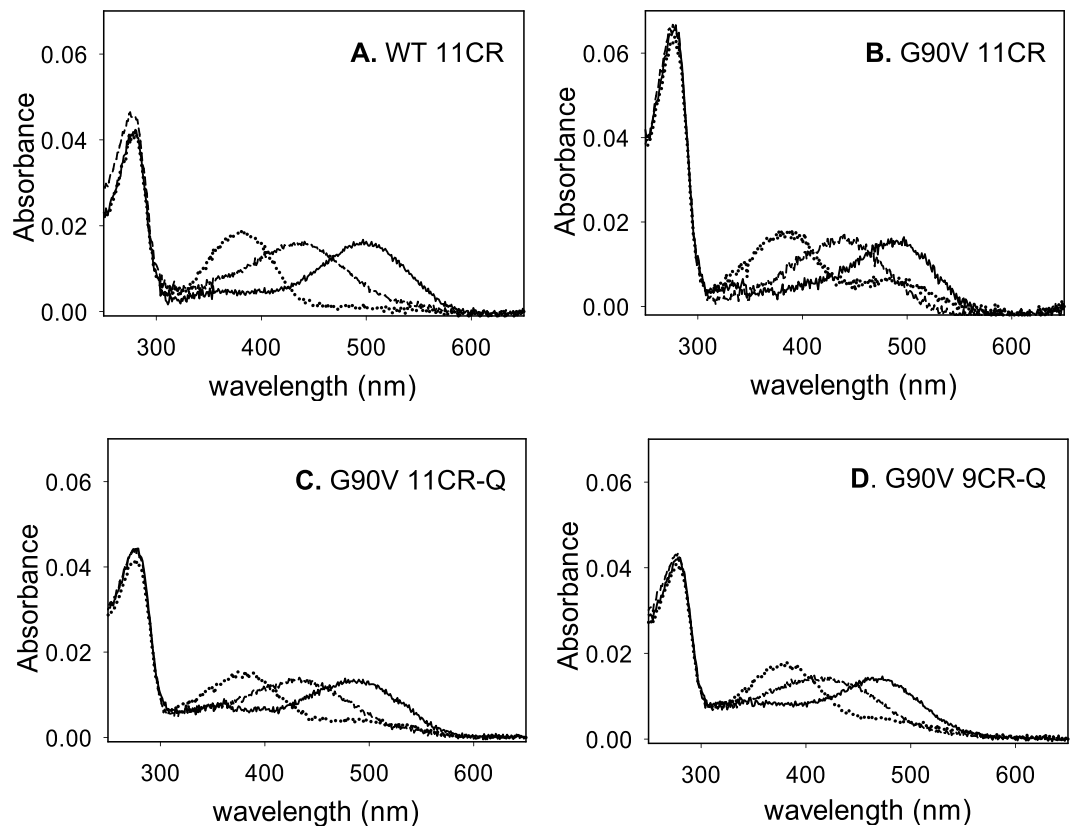 A. WT 11CR
Absorbance
0.06
0.04
0.02
0.00
300 400 500 600
wavelength (nm)
B. G90V 11CR
Absorbance
0.06
0.04
0.02
0.00
300 400 500 600
wavelength (nm)
C. G90V 11CR-Q
Absorbance
0.06
0.04
0.02
0.00
300 400 500 600
wavelength (nm)
D. G90V 9CR-Q
Absorbance
0.06
0.04
0.02
0.00
300 400 500 600
wavelength (nm)